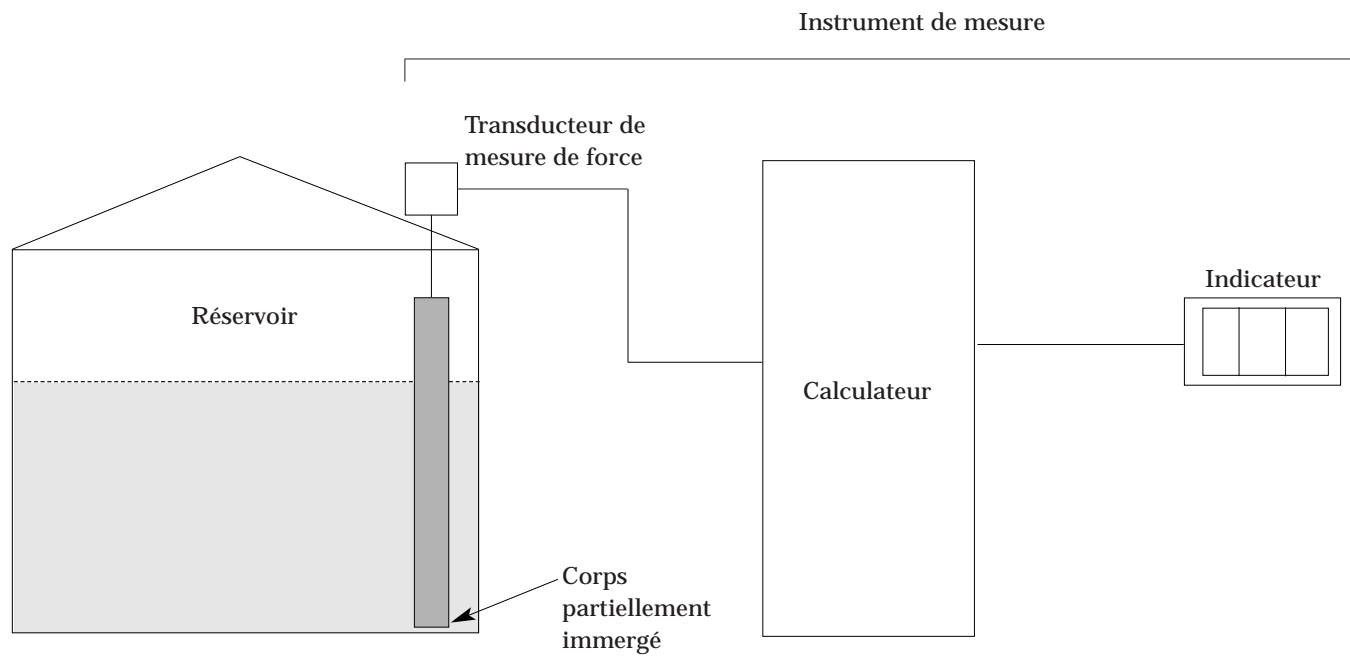 Instrument de mesure
Transducteur de
mesure de force
Indicateur
Réservoir
Calculateur
Corps
partiellement
immergé